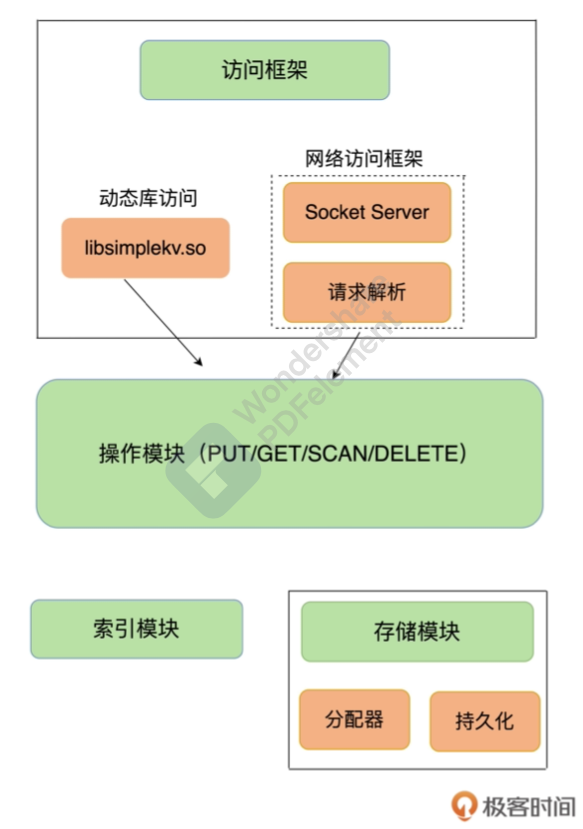 访问框架
网络访问框架
动态库访问
Socket Server
libsimplekv.so
请求解析
Wondershare
PDFelement
操作模块（PUT/GET/SCAN/DELETE）
索引模块
存储模块
分配器
持久化
极客时间